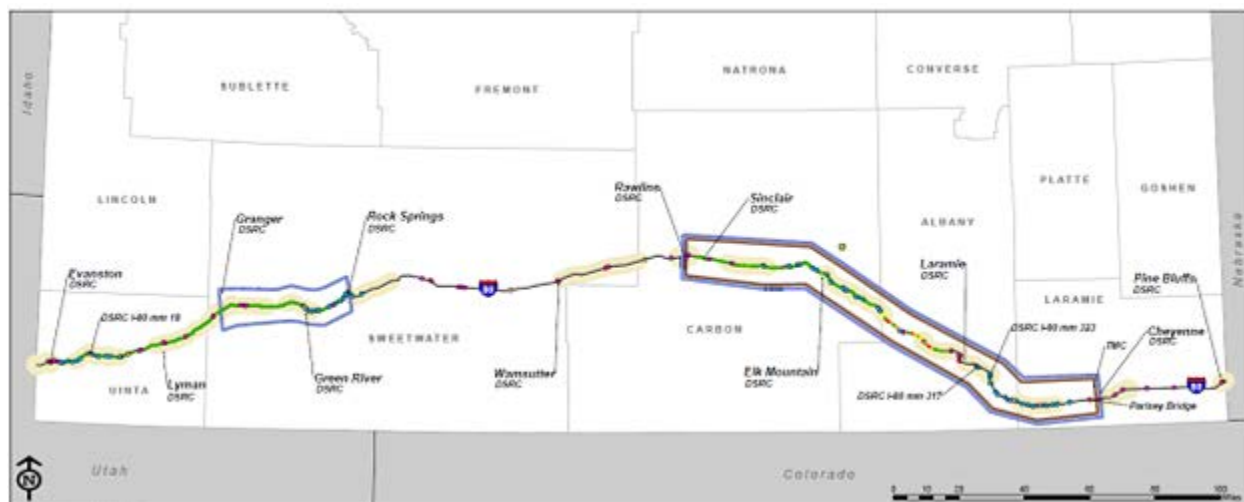 NATRONA
CONVERSE
Idaho
SUBLETTE
FREMONT
PLATTE
GOSHEN
LINCOLN
Rawlins
DSRC
Sinclair
DSRC
Granger
DSRC
Rock Springs
DSRC
ALBANY
Nebraska
Laramie
DSRC
Evanston
DSRC
Pine Bluffs
DSRC
80
LARAMIE
DSRC I-80 mm 323
DSRC I-80 mm 18
CARBON
Cheyenne
DSRC
SWEETWATER
TMC
Elk Mountain
DSRC
Wamsutter
DSRC
Green River
DSRC
Lyman
DSRC
UINTA
80
DSRC I-80 mm 317
Parsley Bridge
Utah
Colorado
N
0 10 20 40 60 80 100
Miles